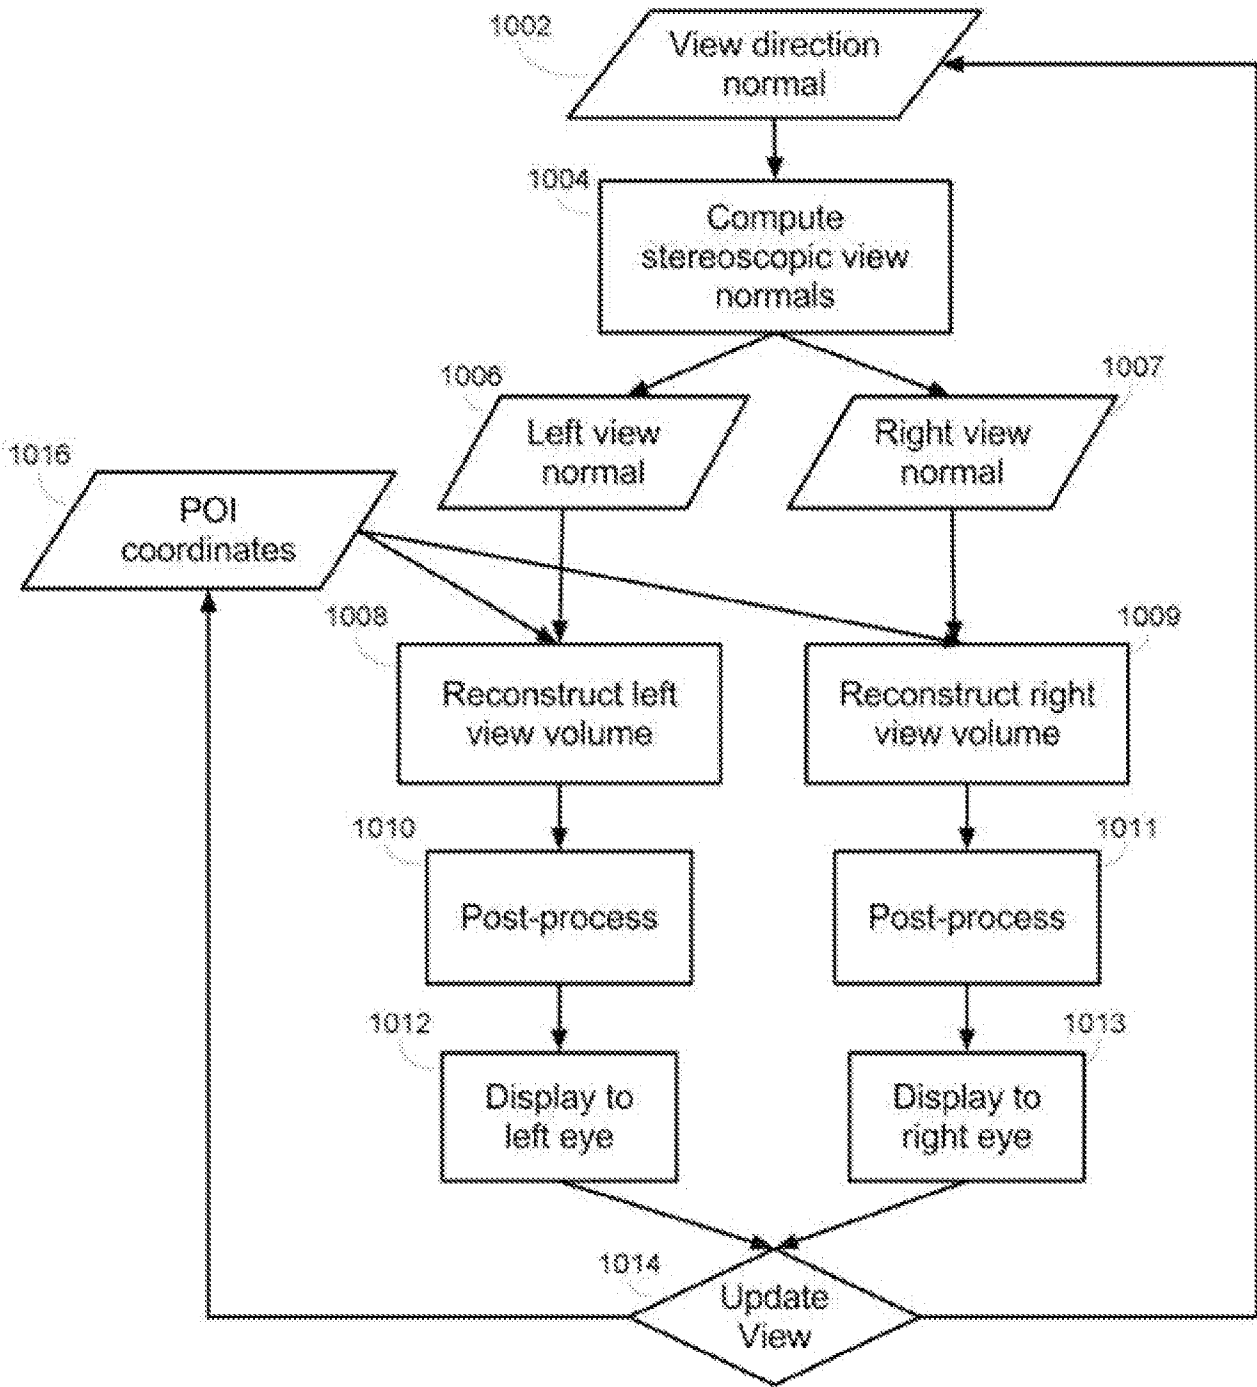 1002
View direction
normal
1004
Compute
stereoscopic view
normals
1006
Left view
normal
1007
Right view
normal
1016
POI
coordinates
1008
Reconstruct left
view volume
1009
Reconstruct right
view volume
1010
Post-process
1011
Post-process
1012
Display to
left eye
1013
Display to
right eye
1014
Update
View